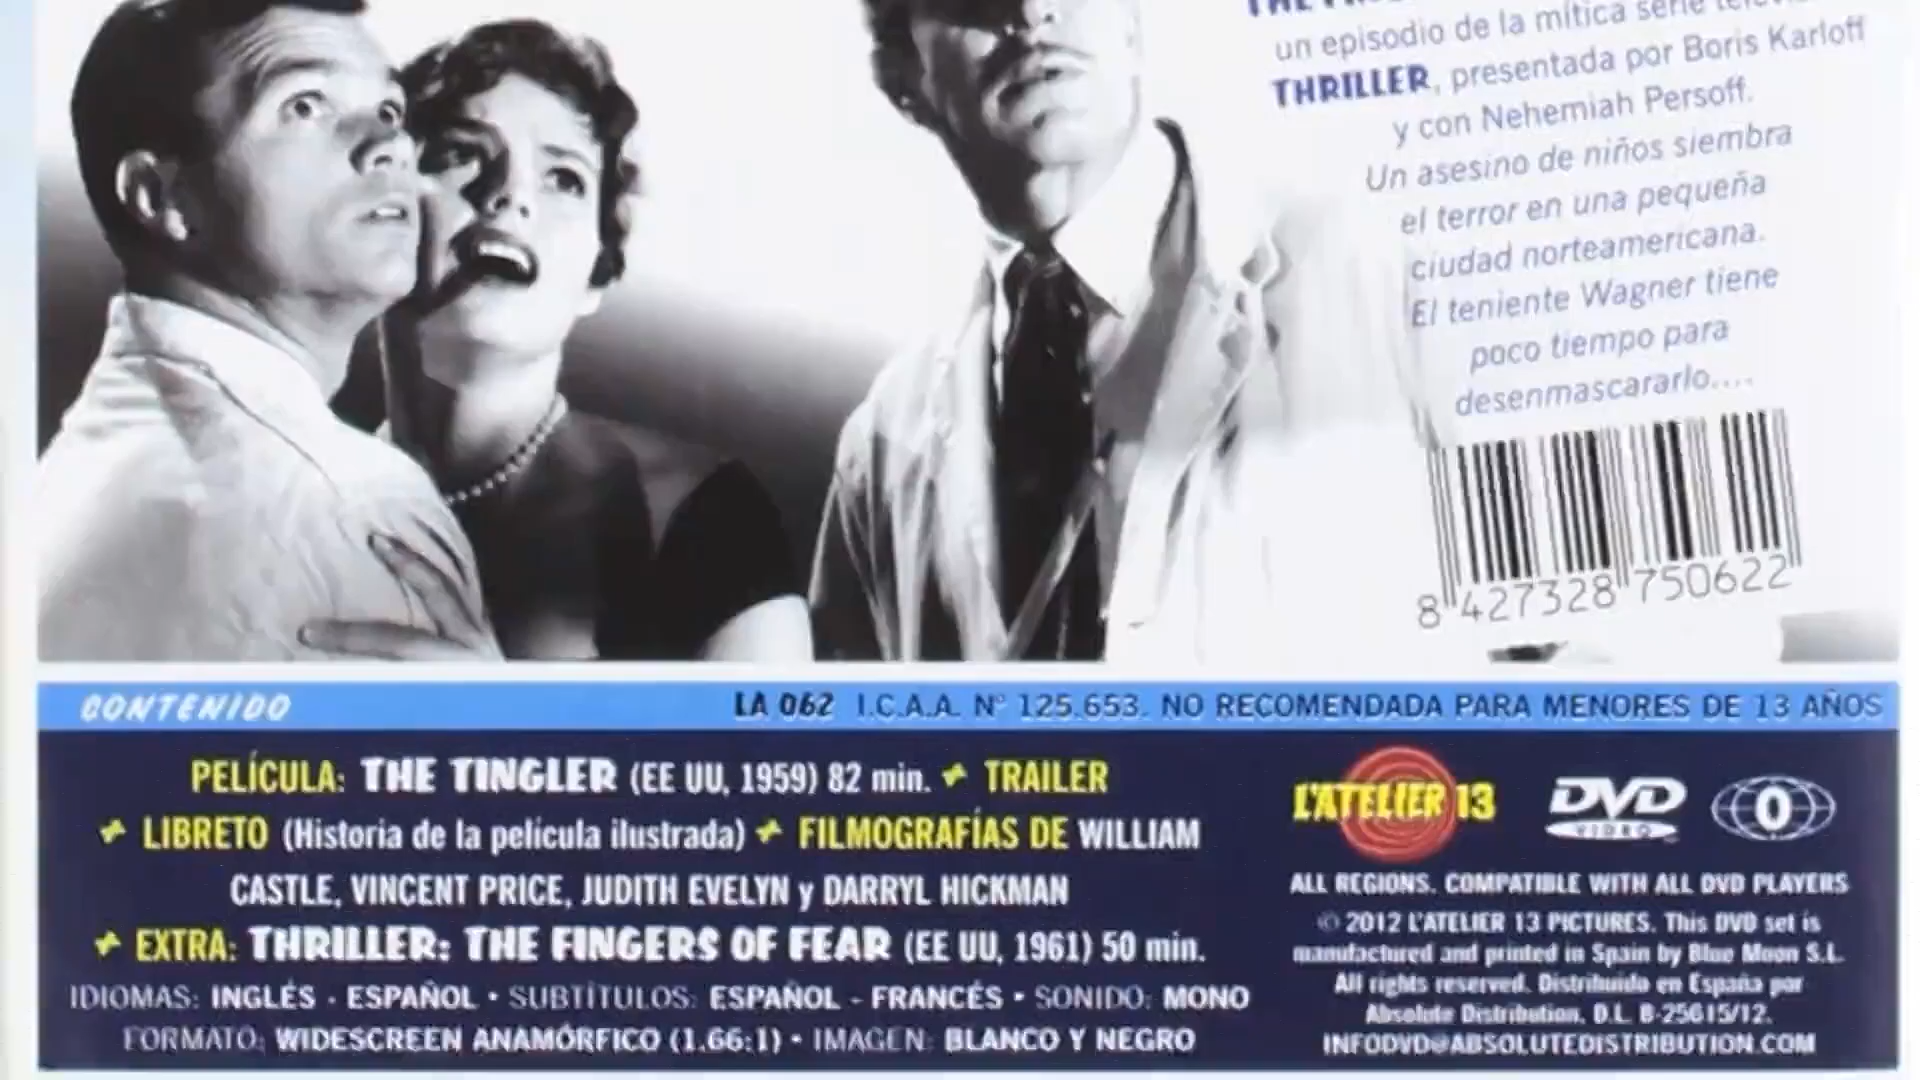 un episodio de la mítica serie
THRILLER, presentada por Boris Karloff
y con Nehemiah Persoff.
Un asesino de niños siembra
el terror en una pequeña
ciudad norteamericana.
El teniente Wagner tiene
poco tiempo para
desenmascararlo....
8 427328 750622
CONTENIDO
LA 062 I.C.A.A. Nº 125.653. NO RECOMENDADA PARA MENORES DE 13 AÑOS
PELÍCULA: THE TINGLER (EE UU, 1959) 82 min. TRAILER
LIBRETO (Historia de la película ilustrada) FILMOGRAFÍAS DE WILLIAM
CASTLE, VINCENT PRICE, JUDITH EVELYN y DARRYL HICKMAN
EXTRA: THRILLER: THE FINGERS OF FEAR (EE UU, 1961) 50 min.
IDIOMAS: INGLÉS - ESPAÑOL • SUBTÍTULOS: ESPAÑOL - FRANCÉS • SONIDO: MONO
FORMATO: WIDESCREEN ANAMÓRFICO (1.66:1) • IMAGEN: BLANCO Y NEGRO
L'ATELIER 13
DVD
VIDEO
0
ALL REGIONS. COMPATIBLE WITH ALL DVD PLAYERS
© 2012 L'ATELIER 13 PICTURES. This DVD set is
manufactured and printed in Spain by Blue Moon S.L.
All rights reserved. Distribuido en España por
Absolute Distribution. D.L. B-25615/12.
INFODVD@ABSOLUTEDISTRIBUTION.COM